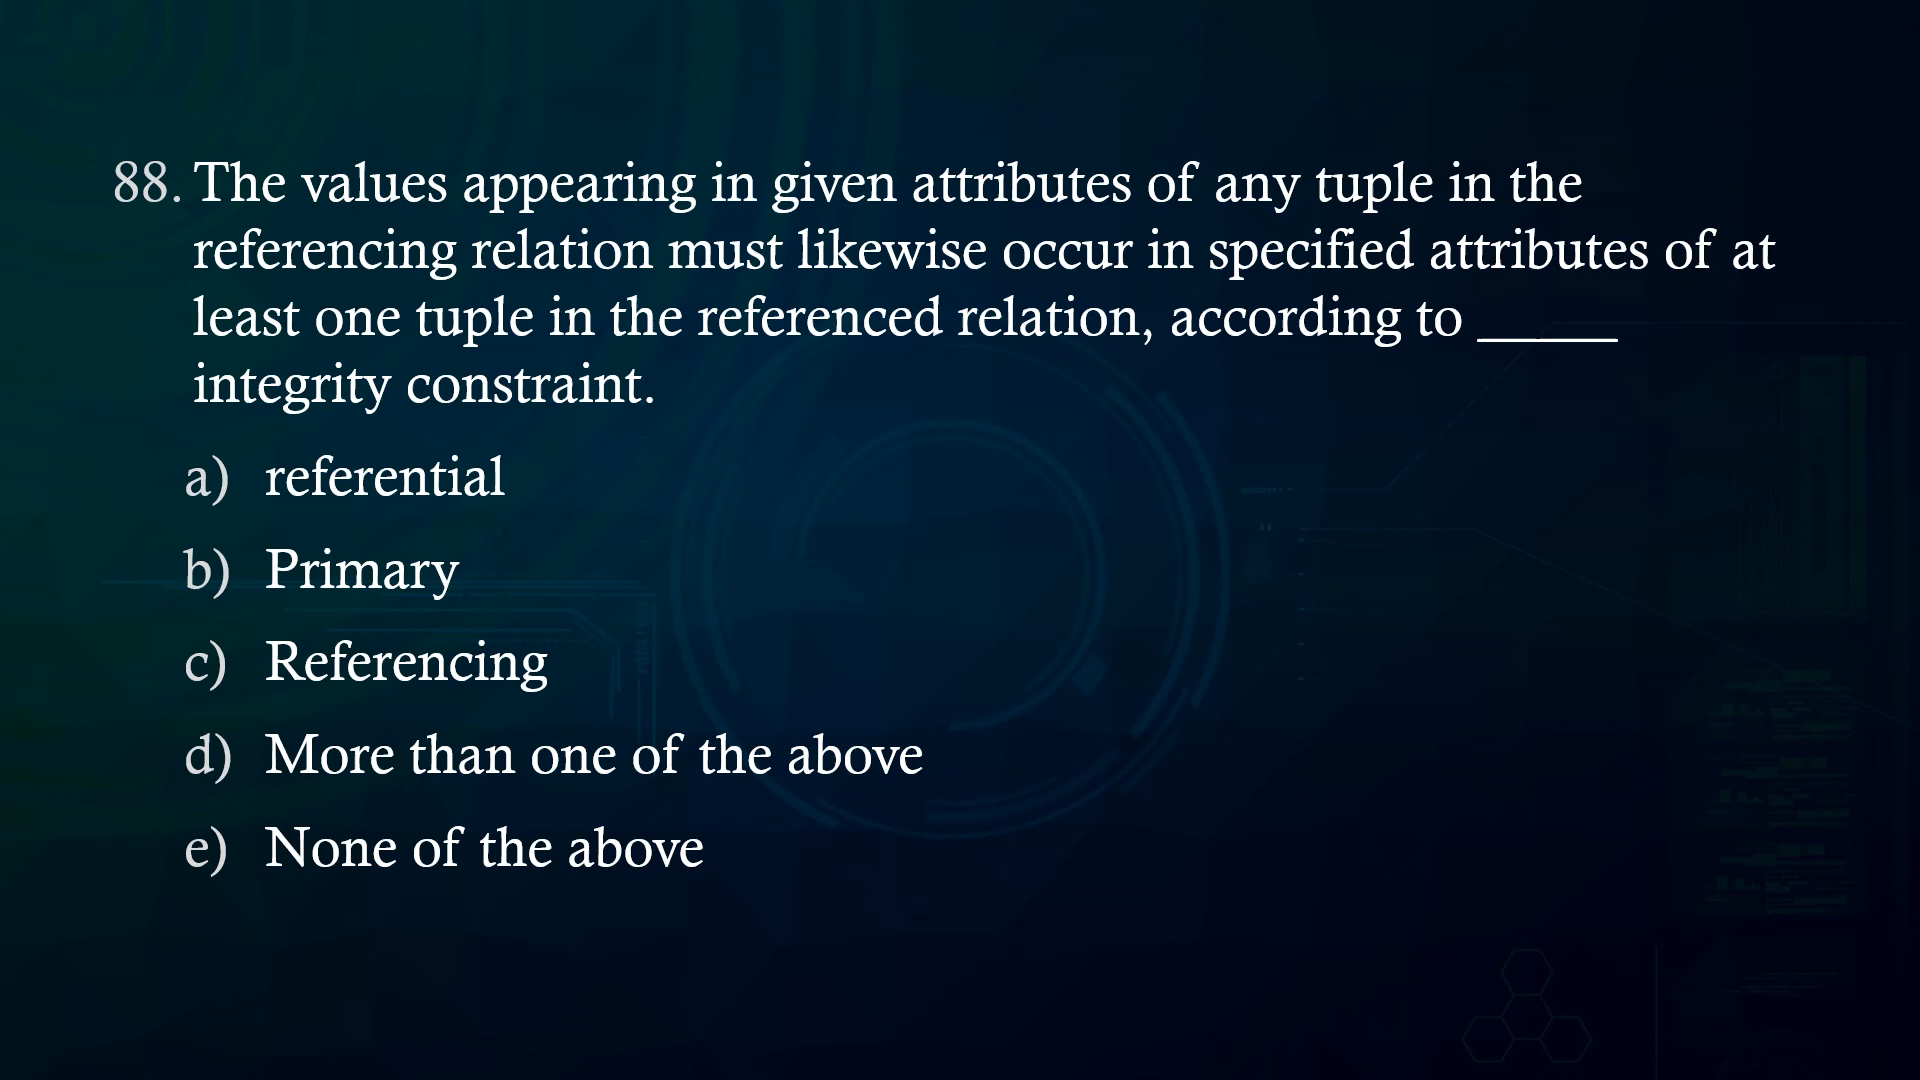 88. The values appearing in given attributes of any tuple in the
referencing relation must likewise occur in specified attributes of at
least one tuple in the referenced relation, according to _____
integrity constraint.
a) referential
b) Primary
c) Referencing
d) More than one of the above
e) None of the above